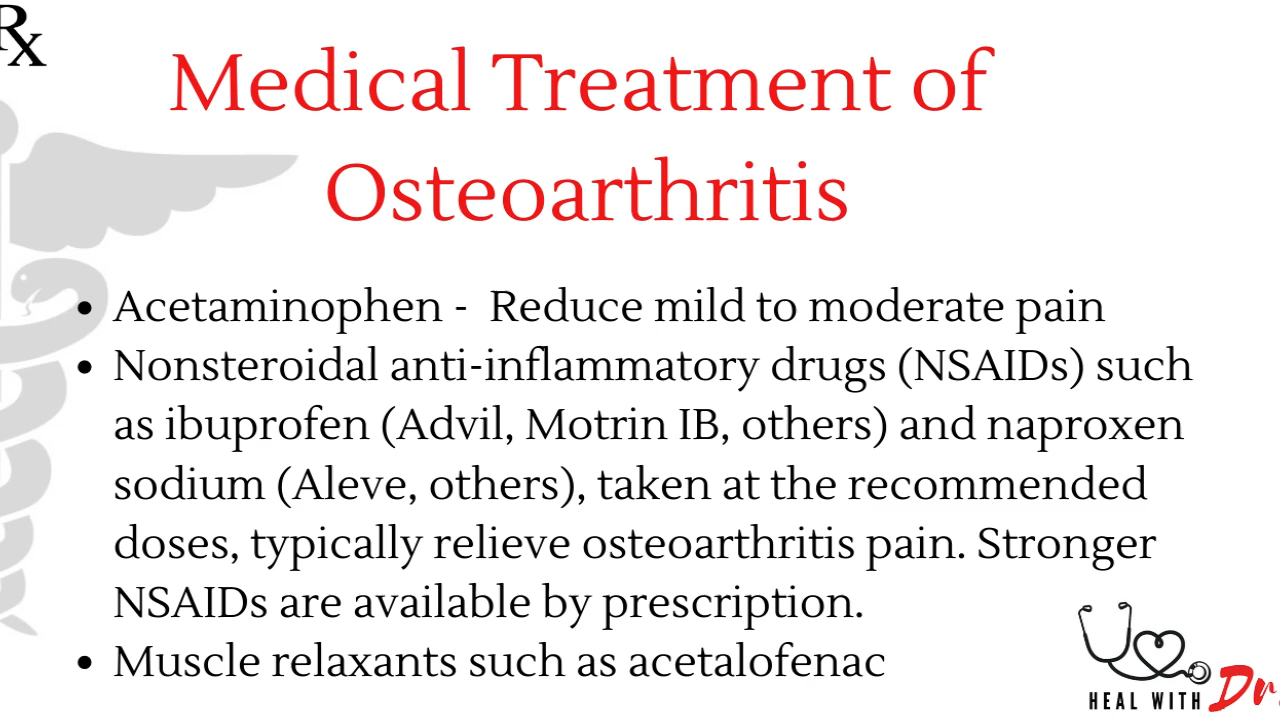 Rx
Medical Treatment of
Osteoarthritis
• Acetaminophen -  Reduce mild to moderate pain
• Nonsteroidal anti-inflammatory drugs (NSAIDs) such
as ibuprofen (Advil, Motrin IB, others) and naproxen
sodium (Aleve, others), taken at the recommended
doses, typically relieve osteoarthritis pain. Stronger
NSAIDs are available by prescription.
• Muscle relaxants such as acetalofenac
HEAL WITH Dr.